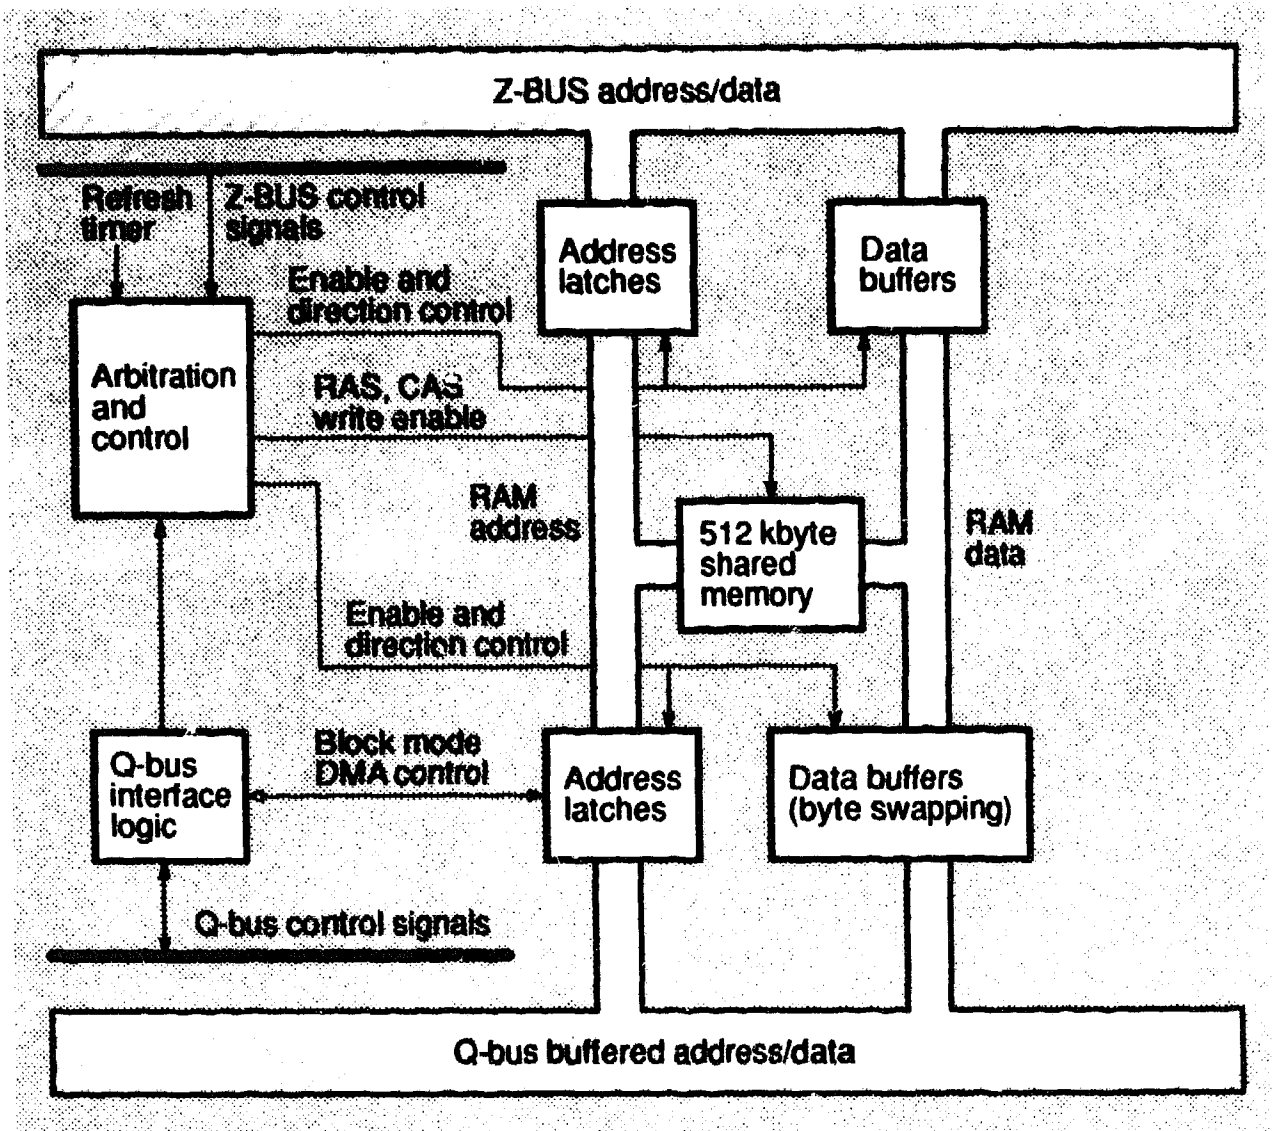 Z-BUS address/data
Refresh
timer
Z-BUS control
signals
Enable and
direction control
Address
latches
Data
buffers
Arbitration
and
control
RAS, CAS
write enable
RAM
address
512 kbyte
shared
memory
RAM
data
Enable and
direction control
Q-bus
interface
logic
Block mode
DMA control
Address
latches
Data buffers
(byte swapping)
Q-bus control signals
Q-bus buffered address/data